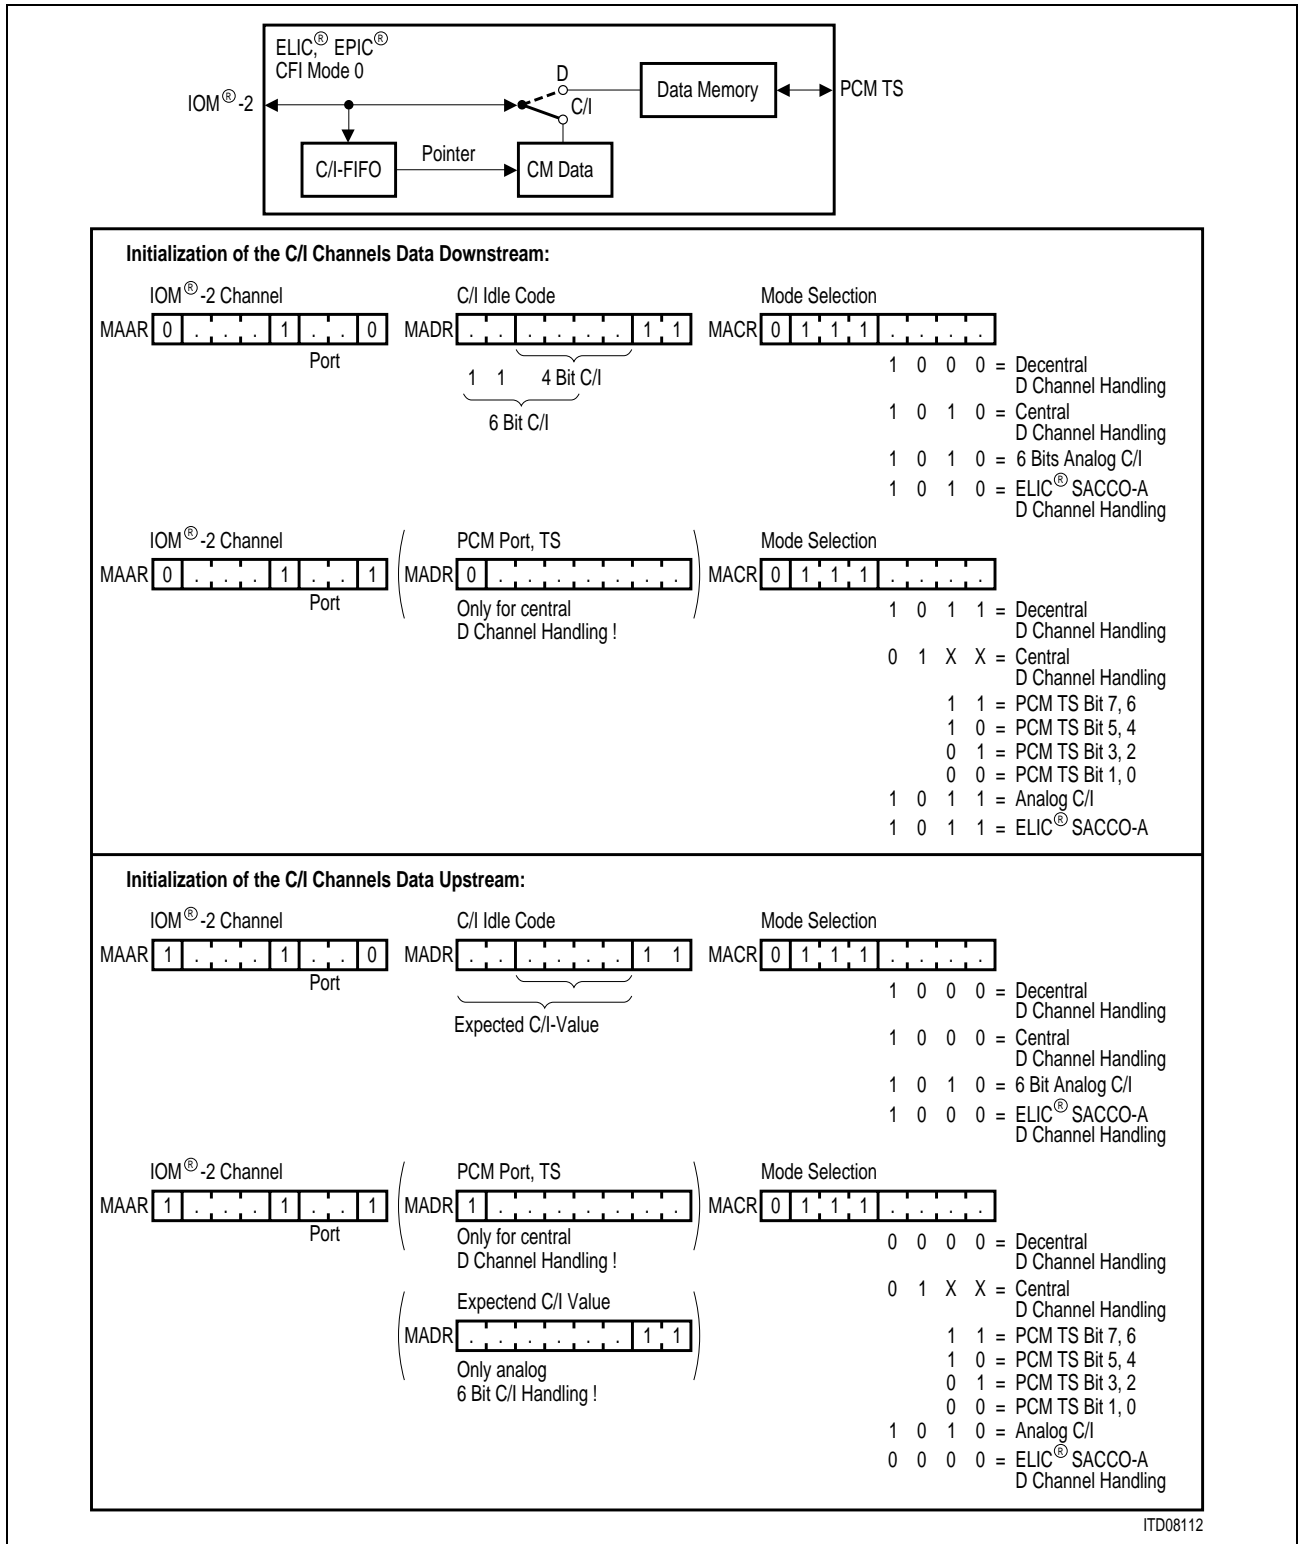 ELIC,® EPIC®
CFI Mode 0
IOM®-2
D
C/I
Data Memory
PCM TS
C/I-FIFO
Pointer
CM Data
Initialization of the C/I Channels Data Downstream:
IOM®-2 Channel C/I Idle Code Mode Selection
MAAR 0 . . . 1 . . 0 MADR . . . . . . 1 1 MACR 0 1 1 1 . . . .
Port
1 1 4 Bit C/I
6 Bit C/I
1 0 0 0 = Decentral
D Channel Handling
1 0 1 0 = Central
D Channel Handling
1 0 1 0 = 6 Bits Analog C/I
1 0 1 0 = ELIC® SACCO-A
D Channel Handling
IOM®-2 Channel PCM Port, TS Mode Selection
MAAR 0 . . . 1 . . 1 MADR 0 . . . . . . . MACR 0 1 1 1 . . . .
Port
Only for central
D Channel Handling !
1 0 1 1 = Decentral
D Channel Handling
0 1 X X = Central
D Channel Handling
1 1 = PCM TS Bit 7, 6
1 0 = PCM TS Bit 5, 4
0 1 = PCM TS Bit 3, 2
0 0 = PCM TS Bit 1, 0
1 0 1 1 = Analog C/I
1 0 1 1 = ELIC® SACCO-A
Initialization of the C/I Channels Data Upstream:
IOM®-2 Channel C/I Idle Code Mode Selection
MAAR 1 . . . 1 . . 0 MADR . . . . . . 1 1 MACR 0 1 1 1 . . . .
Port
Expected C/I-Value
1 0 0 0 = Decentral
D Channel Handling
1 0 0 0 = Central
D Channel Handling
1 0 1 0 = 6 Bit Analog C/I
1 0 0 0 = ELIC® SACCO-A
D Channel Handling
IOM®-2 Channel PCM Port, TS Mode Selection
MAAR 1 . . . 1 . . 1 MADR 1 . . . . . . . MACR 0 1 1 1 . . . .
Port
Only for central
D Channel Handling !
Expectend C/I Value
MADR . . . . . . 1 1
Only analog
6 Bit C/I Handling !
0 0 0 0 = Decentral
D Channel Handling
0 1 X X = Central
D Channel Handling
1 1 = PCM TS Bit 7, 6
1 0 = PCM TS Bit 5, 4
0 1 = PCM TS Bit 3, 2
0 0 = PCM TS Bit 1, 0
1 0 1 0 = Analog C/I
0 0 0 0 = ELIC® SACCO-A
D Channel Handling
ITD08112